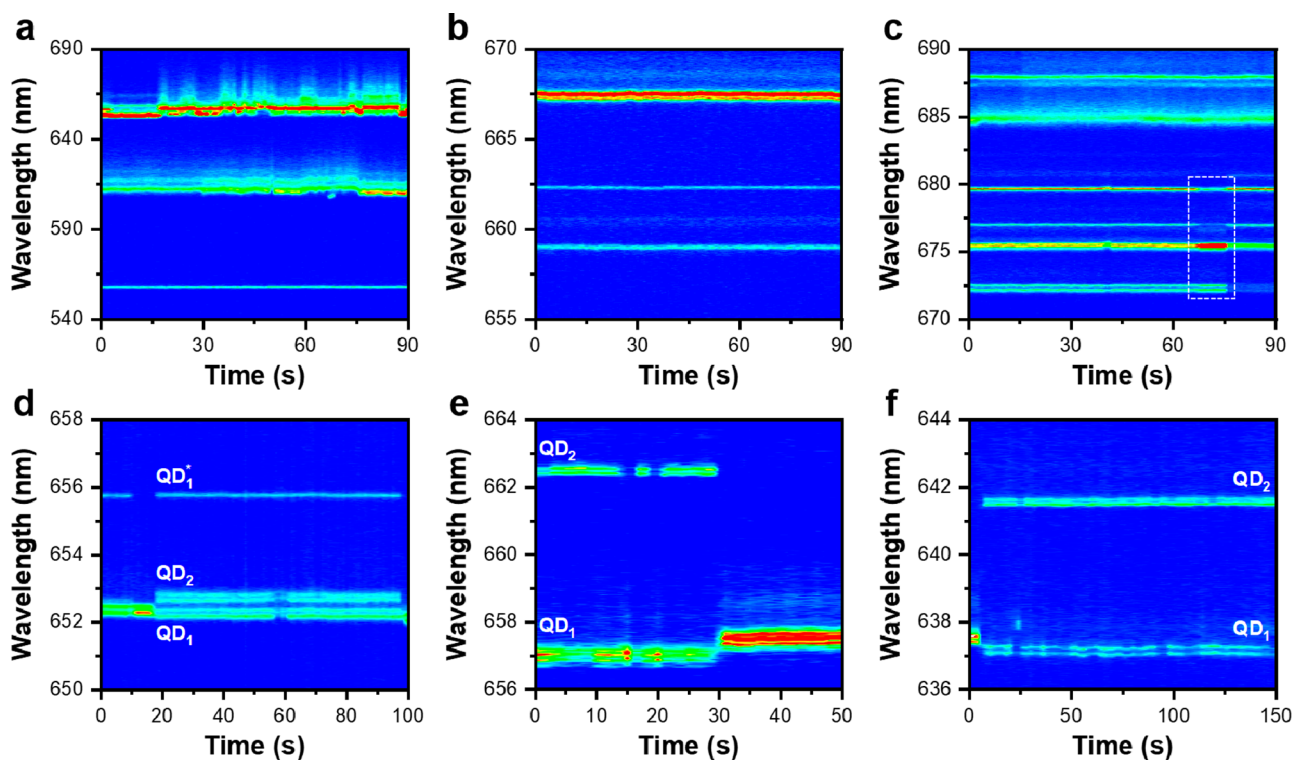 a
690
640
590
540
Wavelength (nm)
0 30 60 90
Time (s)
b
670
665
660
655
Wavelength (nm)
0 30 60 90
Time (s)
c
690
685
680
675
670
Wavelength (nm)
0 30 60 90
Time (s)
d
658
656
654
652
650
Wavelength (nm)
QD₁*
QD₂
QD₁
0 20 40 60 80 100
Time (s)
e
664
662
660
658
656
Wavelength (nm)
QD₂
QD₁
0 10 20 30 40 50
Time (s)
f
644
642
640
638
636
Wavelength (nm)
QD₂
QD₁
0 50 100 150
Time (s)